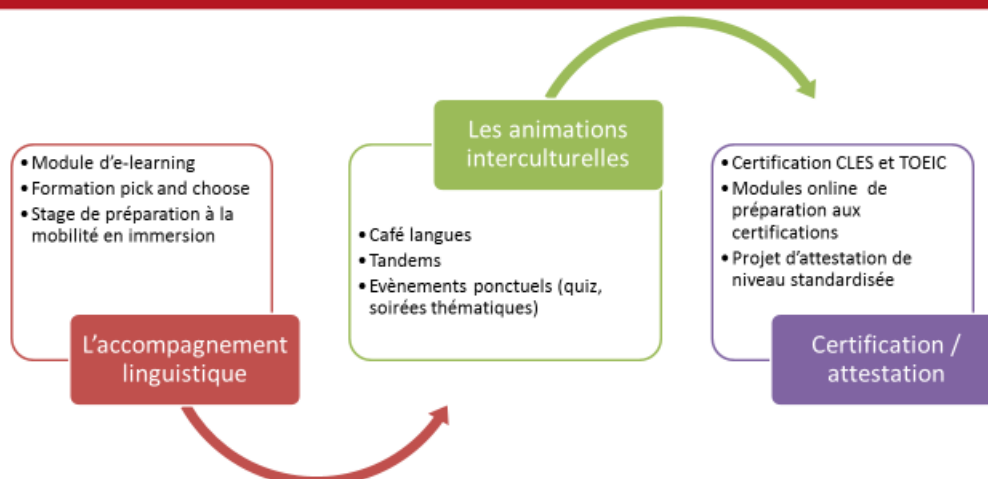 • Module d'e-learning
• Formation pick and choose
• Stage de préparation à la
mobilité en immersion
L'accompagnement
linguistique
Les animations
interculturelles
• Café langues
• Tandems
• Evènements ponctuels (quiz,
soirées thématiques)
• Certification CLES et TOEIC
• Modules online de
préparation aux
certifications
• Projet d'attestation de
niveau standardisée
Certification /
attestation